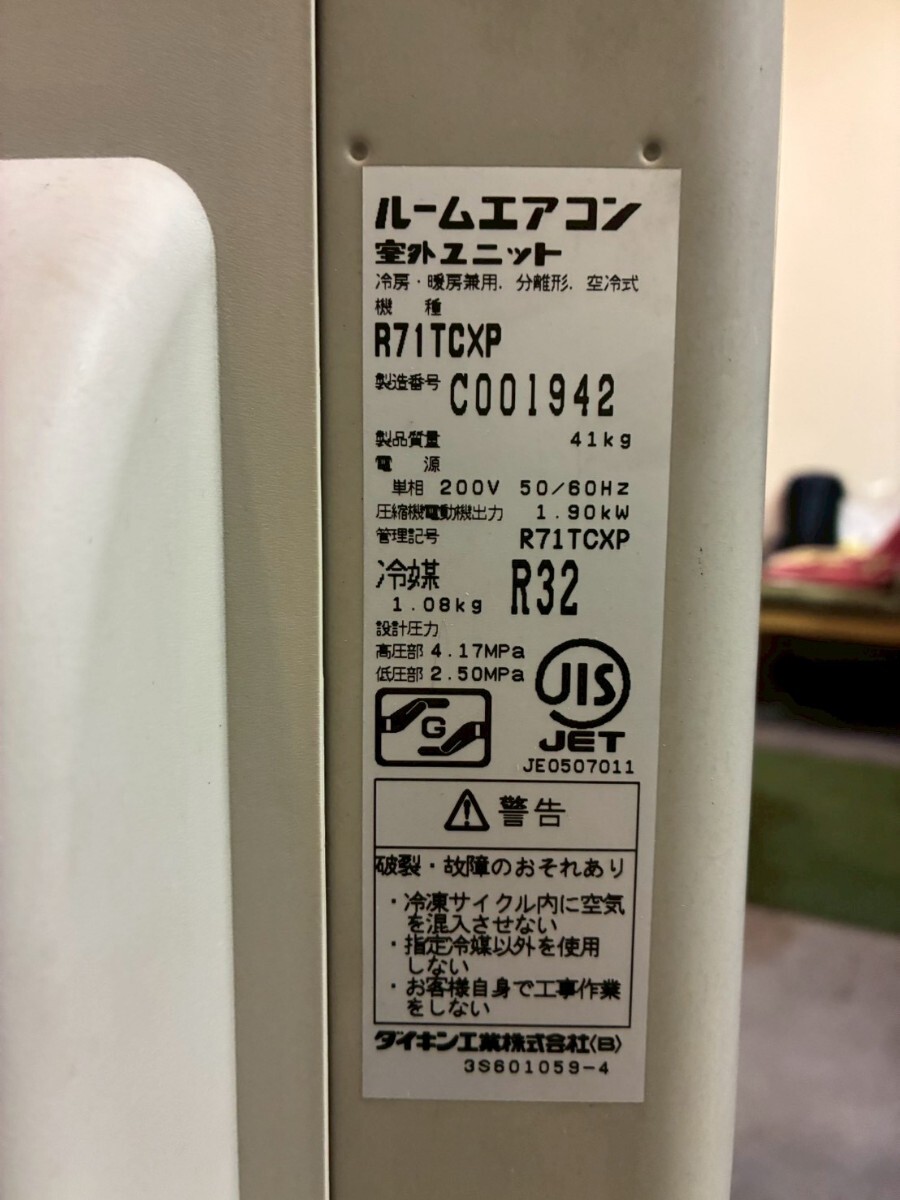 ルームエアコン
室外ユニット
冷房・暖房兼用. 分離形. 空冷式
機 種
R71TCXP
製造番号 C001942
製品質量 41kg
電 源
単相 200V 50/60Hz
圧縮機電動機出力 1.90kW
管理記号 R71TCXP
冷媒 R32
1.08kg
設計圧力
高圧部 4.17MPa
低圧部 2.50MPa
JIS
G
JET
JE0507011
警告
破裂・故障のおそれあり
・冷凍サイクル内に空気
を混入させない
・指定冷媒以外を使用
しない
・お客様自身で工事作業
をしない
ダイキン工業株式会社〈B〉
3S601059-4